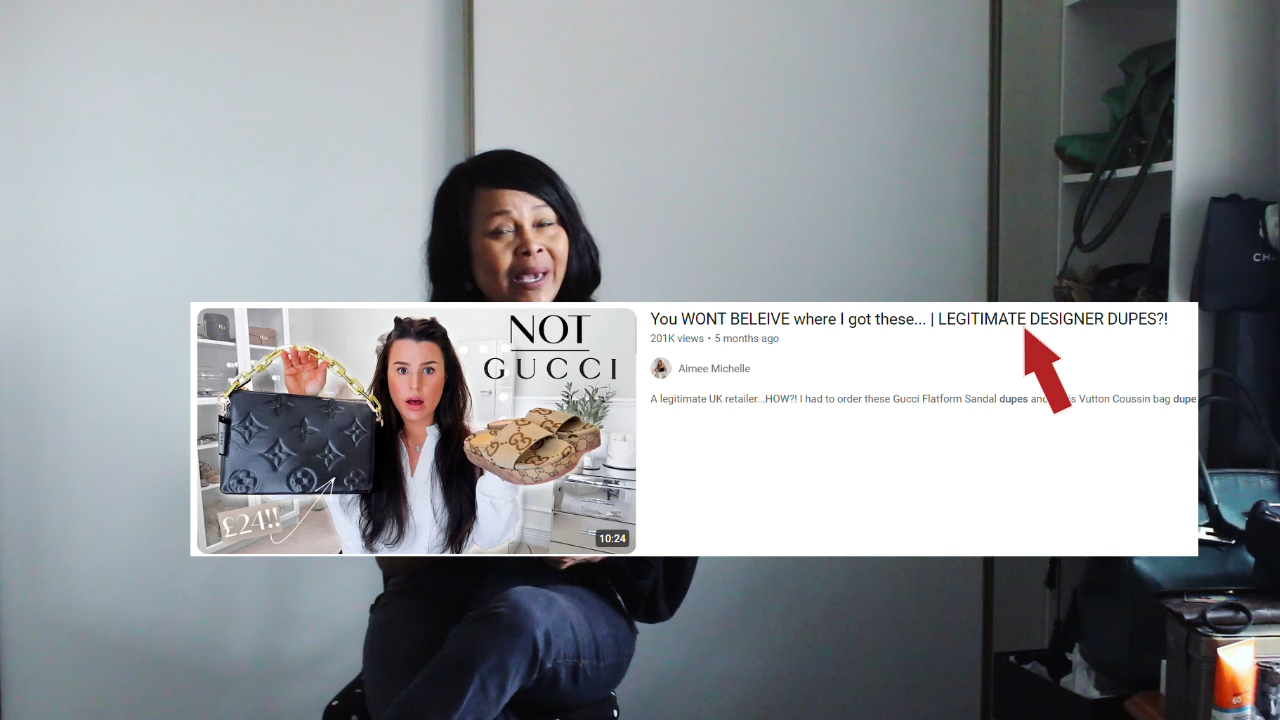 You WONT BELEIVE where I got these... | LEGITIMATE DESIGNER DUPES?!
201K views • 5 months ago
Aimee Michelle
A legitimate UK retailer...HOW?! I had to order these Gucci Flatform Sandal dupes and s Vutton Coussin bag dupe
NOT
GUCCI
£24!!
10:24
CHA